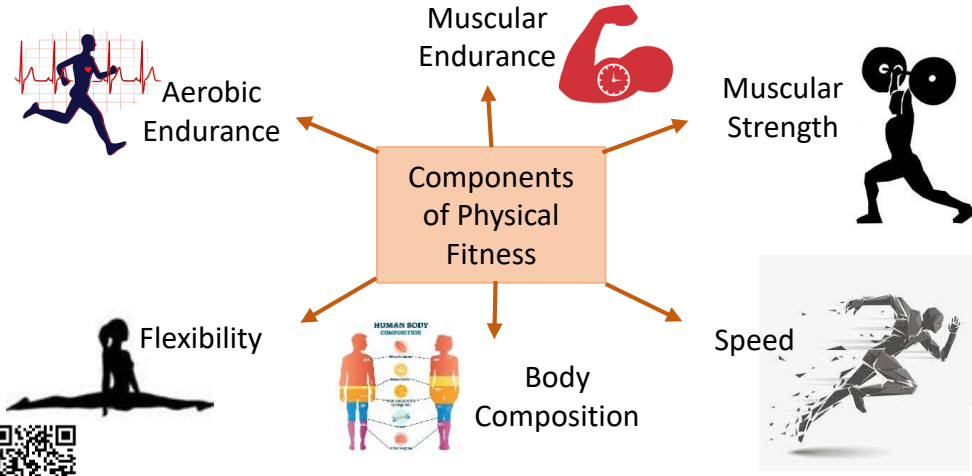 Muscular
Endurance
Aerobic
Endurance
Muscular
Strength
Components
of Physical
Fitness
Flexibility
HUMAN BODY
COMPOSITION
Body
Composition
Speed